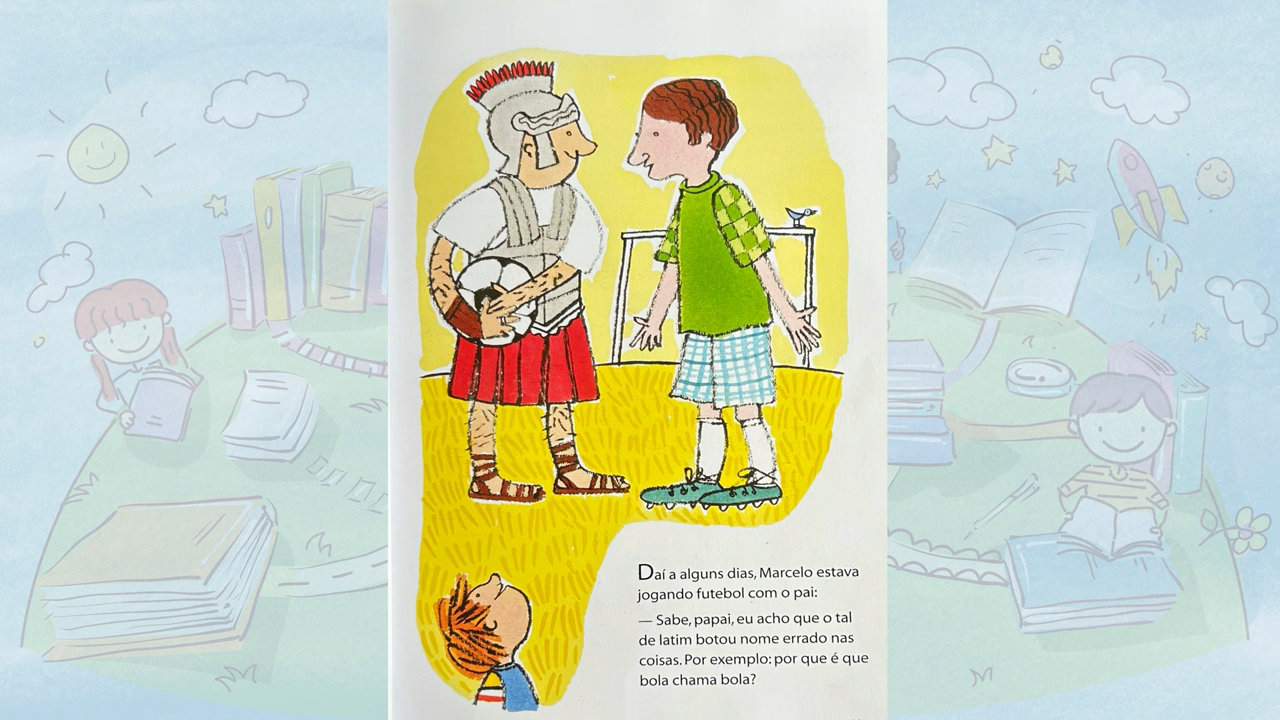 Daí a alguns dias, Marcelo estava
jogando futebol com o pai:
— Sabe, papai, eu acho que o tal
de latim botou nome errado nas
coisas. Por exemplo: por que é que
bola chama bola?